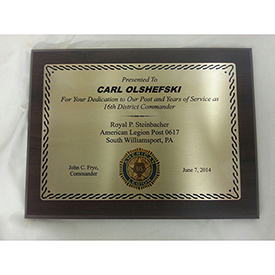 Presented To
CARL OLSHEFSKI
For Your Dedication to Our Post and Years of Service as
16th District Commander
Royal P. Steinbacher
American Legion Post 0617
South Williamsport, PA
John C. Frye,
Commander
June 7, 2014